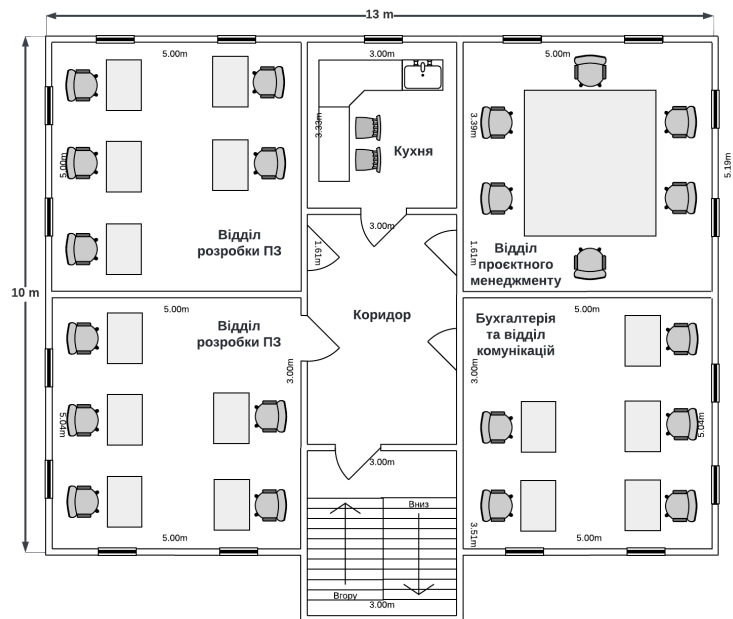 13 m
5.00m
3.00m
5.00m
3.33m
3.39m
5.19m
5.00m
Кухня
3.00m
Відділ
розробки ПЗ
1.61m
1.61m
Відділ
проєктного
менеджменту
10 m
5.00m
Відділ
розробки ПЗ
Коридор
5.00m
Бухгалтерія
та відділ
комунікацій
3.00m
3.00m
5.04m
5.04m
3.00m
Вниз
3.51m
5.00m
5.00m
Вгору
3.00m